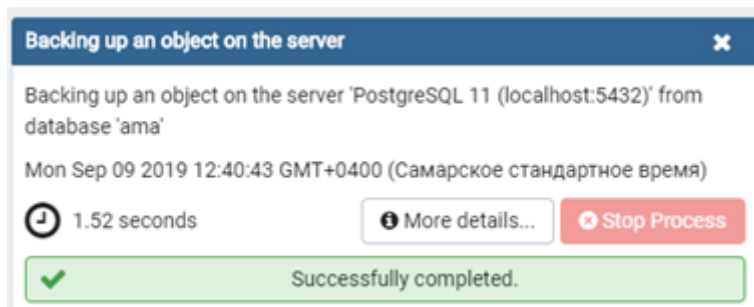 Backing up an object on the server
Backing up an object on the server 'PostgreSQL 11 (localhost:5432)' from
database 'ama'
Mon Sep 09 2019 12:40:43 GMT+0400 (Самарское стандартное время)
1.52 seconds
More details...
Stop Process
Successfully completed.